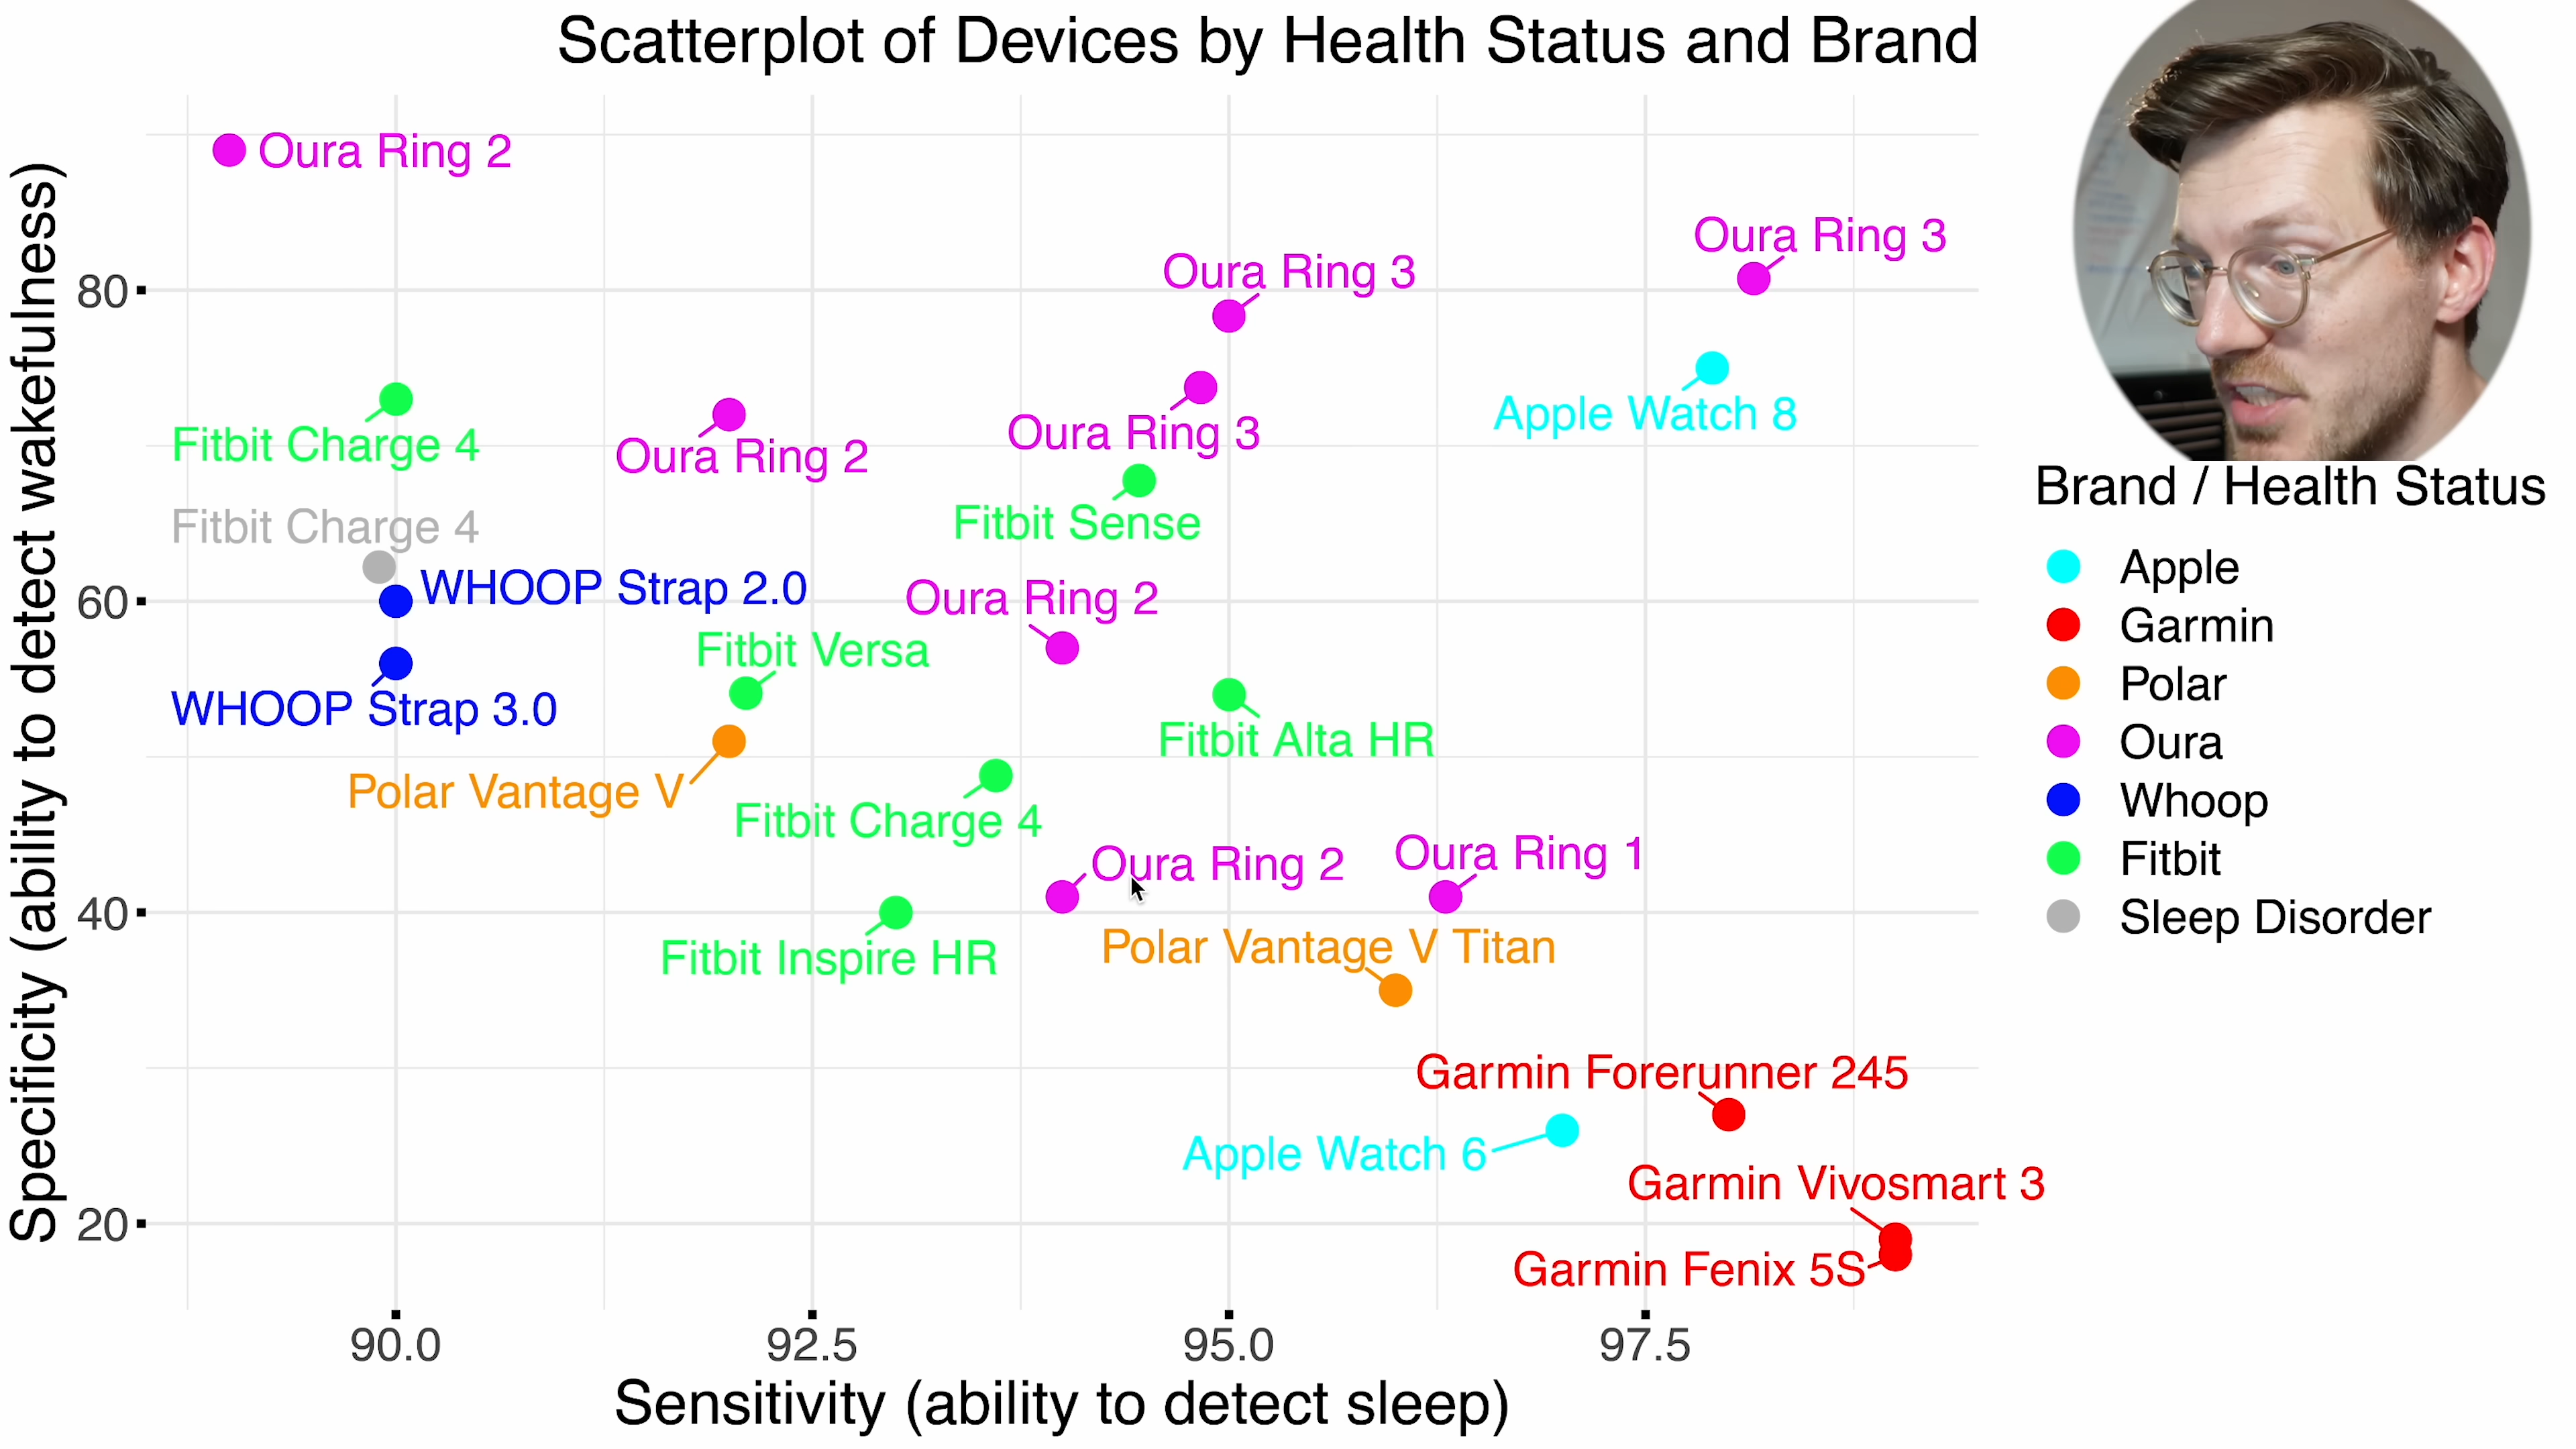 Scatterplot of Devices by Health Status and Brand
Specificity (ability to detect wakefulness)
80
60
40
20
Oura Ring 2
Oura Ring 3
Oura Ring 3
Apple Watch 8
Fitbit Charge 4
Oura Ring 2
Oura Ring 3
Fitbit Charge 4
Fitbit Sense
WHOOP Strap 2.0
Oura Ring 2
Fitbit Versa
WHOOP Strap 3.0
Fitbit Alta HR
Polar Vantage V
Fitbit Charge 4
Oura Ring 2
Oura Ring 1
Fitbit Inspire HR
Polar Vantage V Titan
Garmin Forerunner 245
Apple Watch 6
Garmin Vivosmart 3
Garmin Fenix 5S
90.0
92.5
95.0
97.5
Sensitivity (ability to detect sleep)
Brand / Health Status
Apple
Garmin
Polar
Oura
Whoop
Fitbit
Sleep Disorder